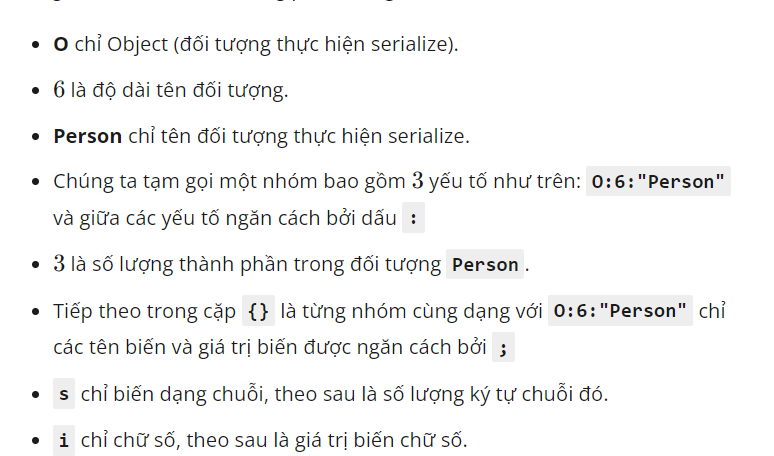 O chỉ Object (đối tượng thực hiện serialize).
6 là độ dài tên đối tượng.
Person chỉ tên đối tượng thực hiện serialize.
Chúng ta tạm gọi một nhóm bao gồm 3 yếu tố như trên: O:6:"Person"
và giữa các yếu tố ngăn cách bởi dấu :
3 là số lượng thành phần trong đối tượng Person.
Tiếp theo trong cặp {} là từng nhóm cùng dạng với O:6:"Person" chỉ
các tên biến và giá trị biến được ngăn cách bởi ;
s chỉ biến dạng chuỗi, theo sau là số lượng ký tự chuỗi đó.
i chỉ chữ số, theo sau là giá trị biến chữ số.